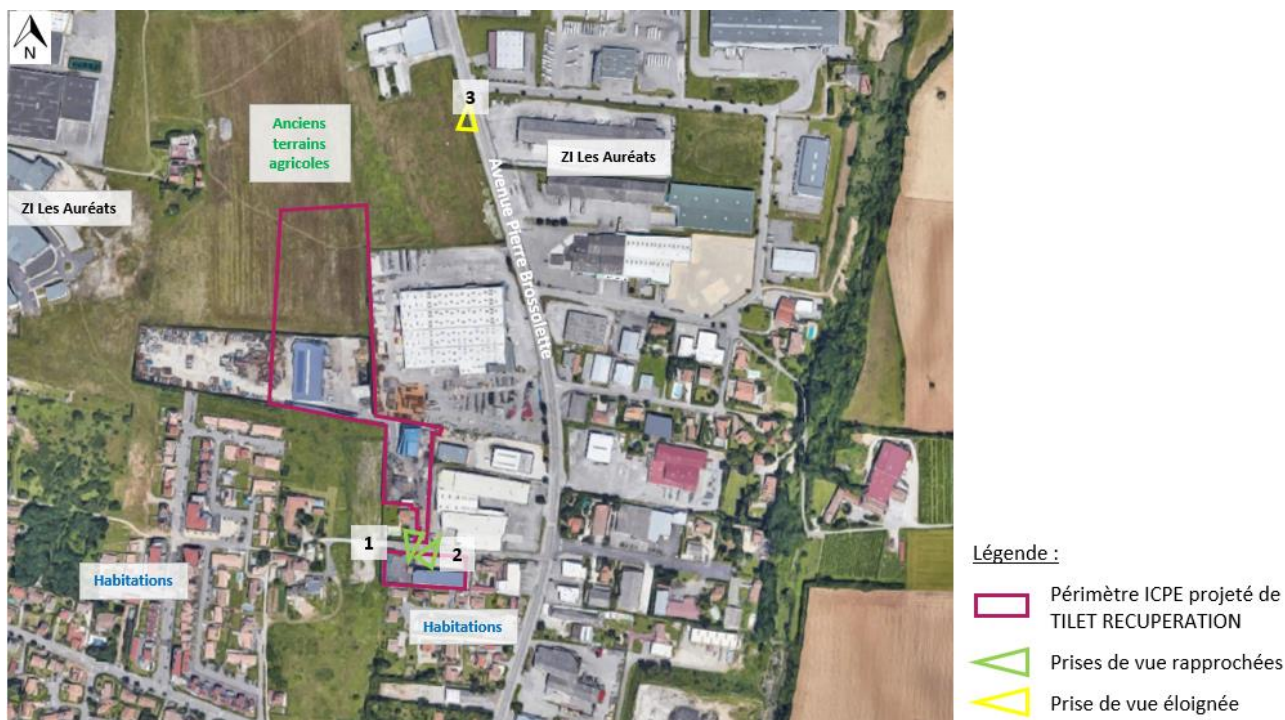 N
3
Anciens
terrains
agricoles
ZI Les Auréats
ZI Les Auréats
Avenue Pierre Brossolette
1
2
Habitations
Habitations
Légende :
Périmètre ICPE projeté de
TILET RECUPERATION
Prises de vue rapprochées
Prise de vue éloignée